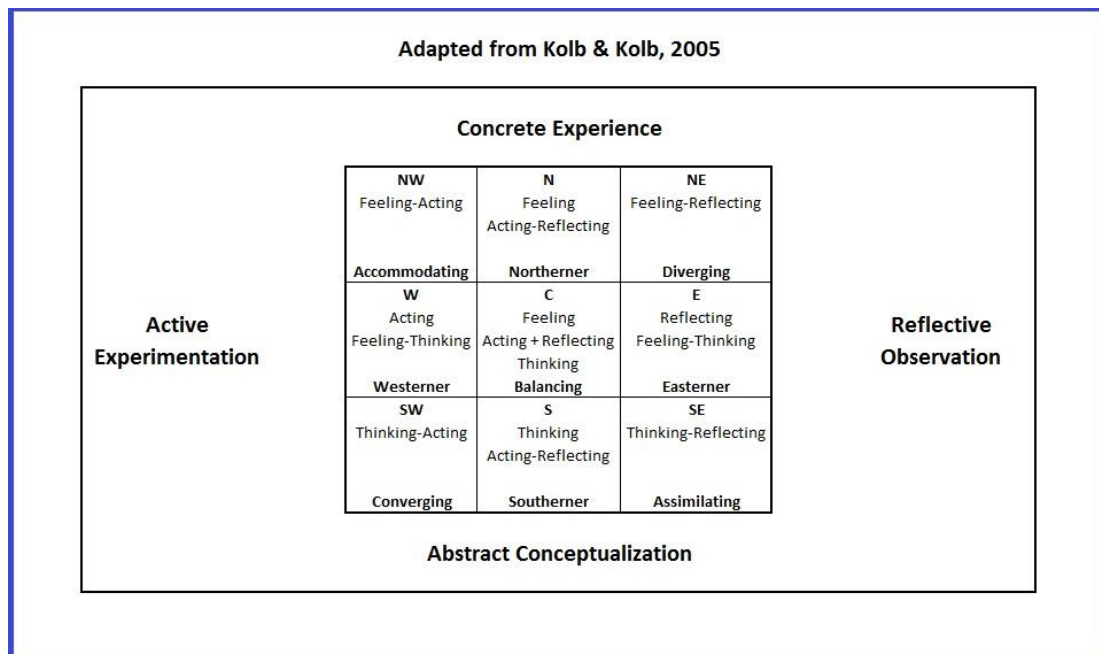 Adapted from Kolb & Kolb, 2005
Concrete Experience
NW
Feeling-Acting
Accommodating
N
Feeling
Acting-Reflecting
Northerner
NE
Feeling-Reflecting
Diverging
Active
Experimentation
W
Acting
Feeling-Thinking
Westerner
C
Feeling
Acting + Reflecting
Thinking
Balancing
E
Reflecting
Feeling-Thinking
Easterner
Reflective
Observation
SW
Thinking-Acting
Converging
S
Thinking
Acting-Reflecting
Southerner
SE
Thinking-Reflecting
Assimilating
Abstract Conceptualization